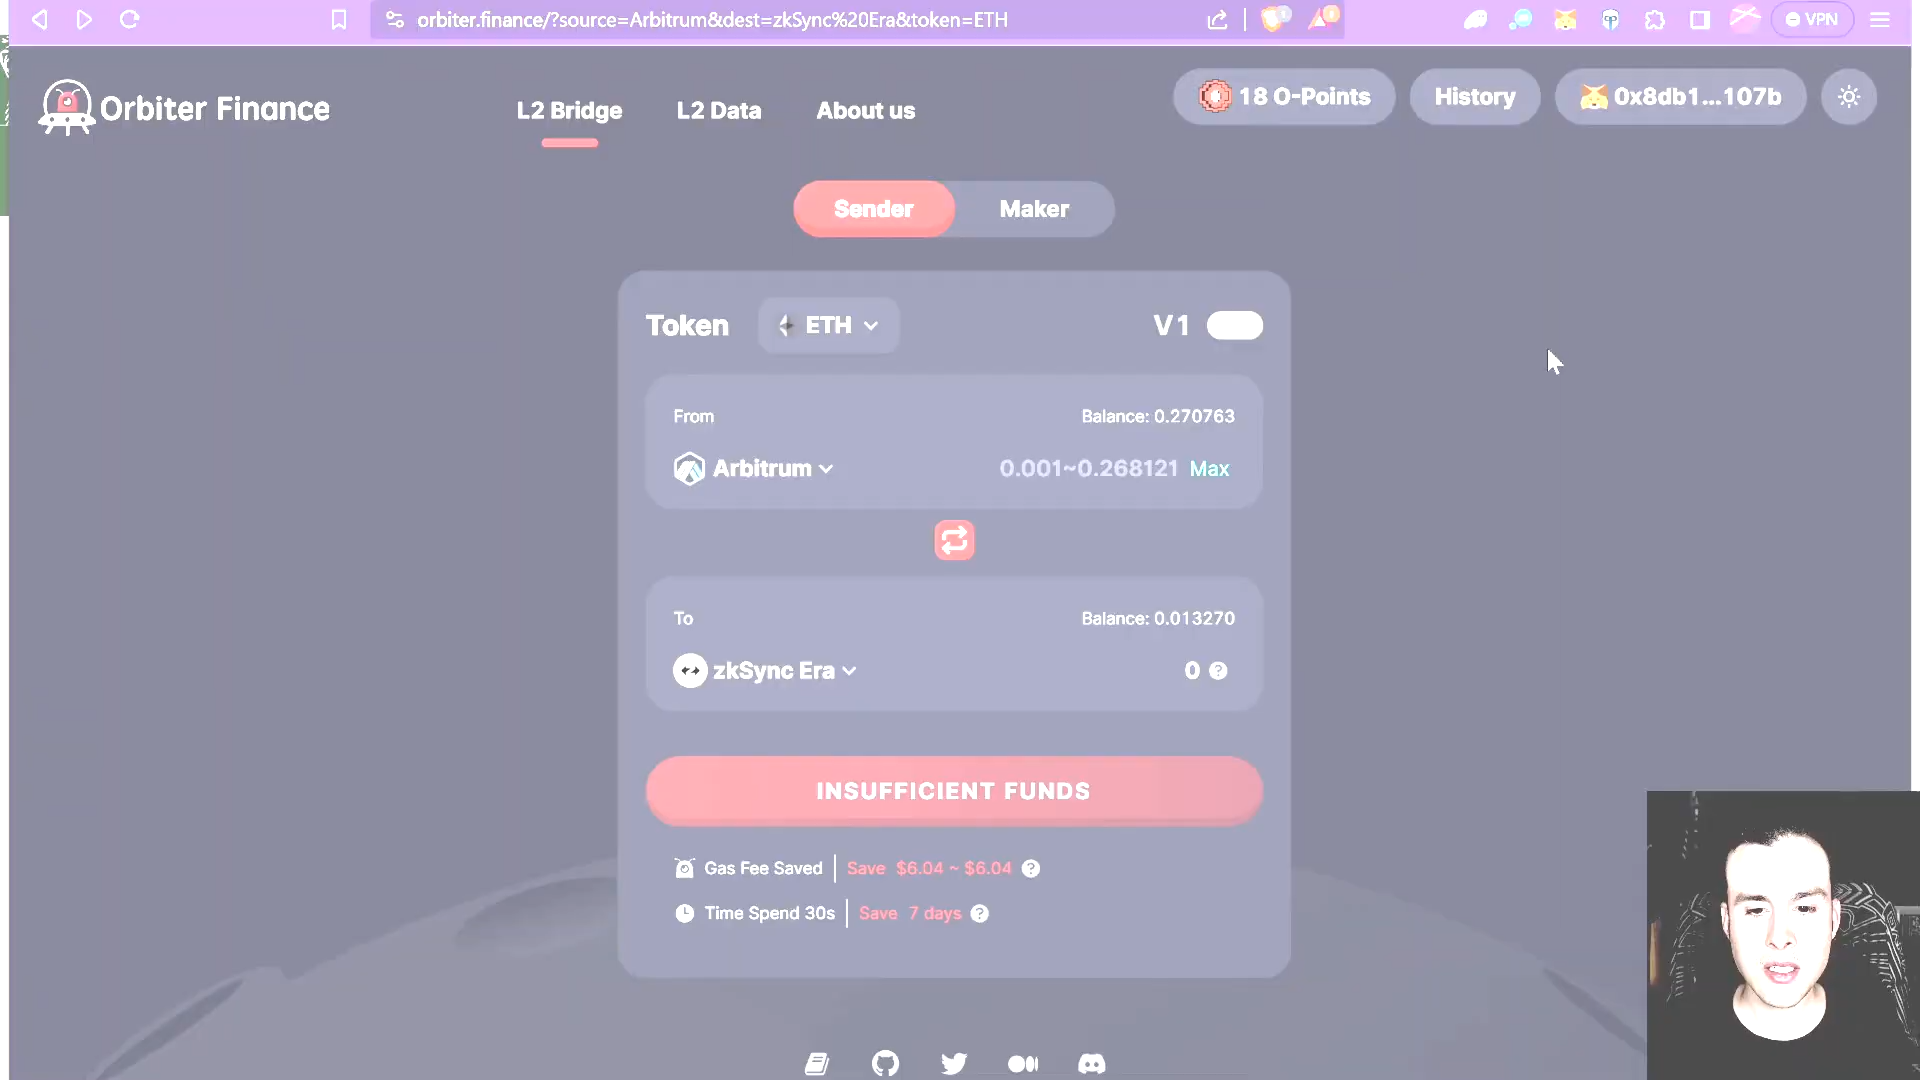 orbiter.finance/?source=Arbitrum&dest=zkSync%20Era&token=ETH
VPN
Orbiter Finance
L2 Bridge
L2 Data
About us
18 O-Points
History
0x8db1...107b
Sender
Maker
Token
ETH
V1
From
Balance: 0.270763
Arbitrum
0.001~0.268121 Max
To
Balance: 0.013270
zkSync Era
0 ?
INSUFFICIENT FUNDS
Gas Fee Saved
Save $6.04 ~ $6.04 ?
Time Spend 30s
Save 7 days ?